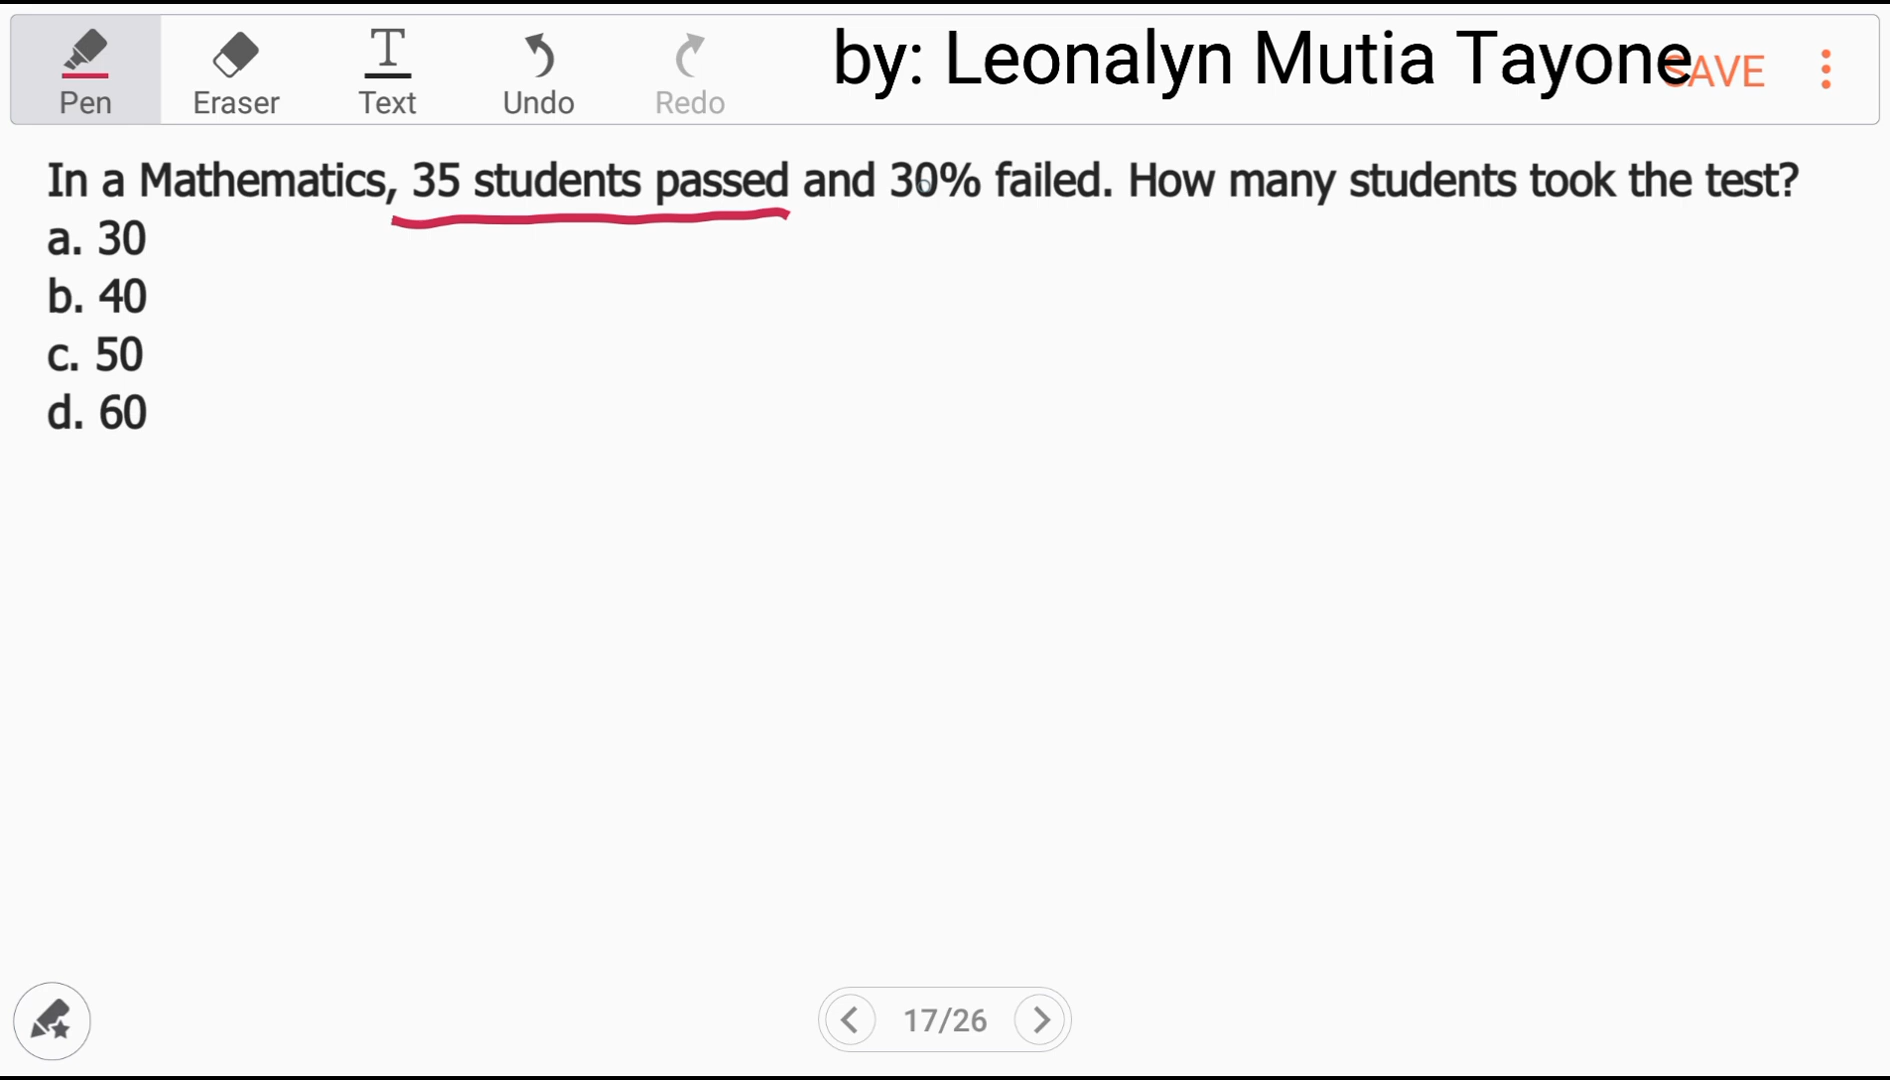 by: Leonalyn Mutia Tayone
SAVE
Pen
Eraser
Text
Undo
Redo
In a Mathematics, 35 students passed and 30% failed. How many students took the test?
a. 30
b. 40
c. 50
d. 60
17/26